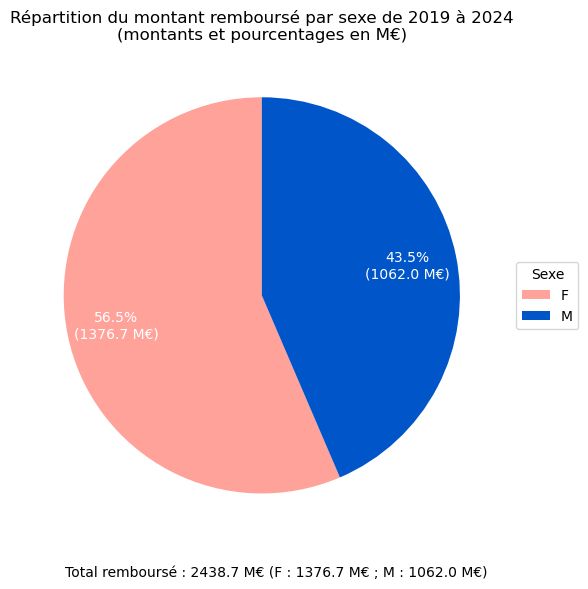 Répartition du montant remboursé par sexe de 2019 à 2024
(montants et pourcentages en M€)
43.5%
(1062.0 M€)
56.5%
(1376.7 M€)
Sexe
F
M
Total remboursé : 2438.7 M€ (F : 1376.7 M€ ; M : 1062.0 M€)